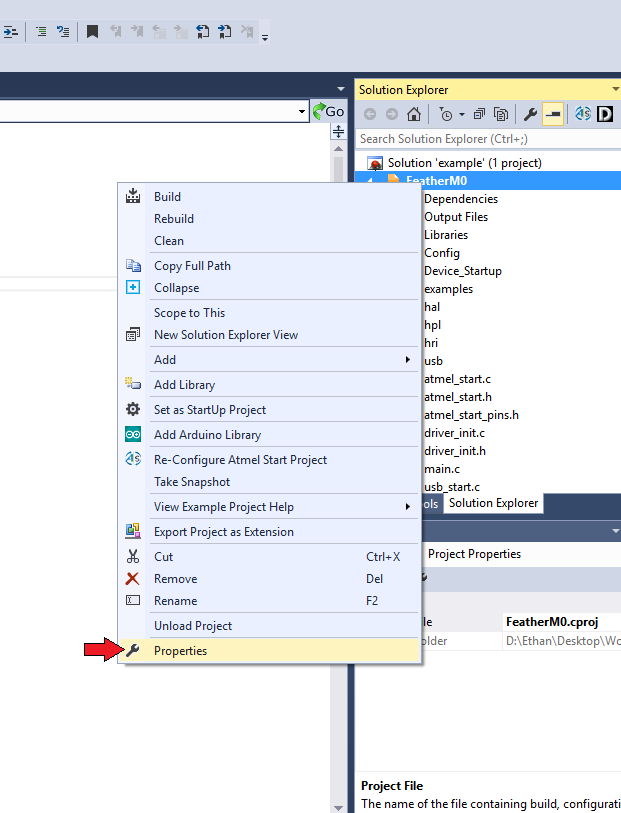 Go
Solution Explorer
Search Solution Explorer (Ctrl+;)
Solution 'example' (1 project)
FeatherM0
Dependencies
Output Files
Libraries
Config
Device_Startup
examples
hal
hpl
hri
usb
atmel_start.c
atmel_start.h
atmel_start_pins.h
driver_init.c
driver_init.h
main.c
usb_start.c
Build
Rebuild
Clean
Copy Full Path
Collapse
Scope to This
New Solution Explorer View
Add
Add Library
Set as StartUp Project
Add Arduino Library
Re-Configure Atmel Start Project
Take Snapshot
View Example Project Help
Export Project as Extension
Cut Ctrl+X
Remove Del
Rename F2
Unload Project
Properties
ols Solution Explorer
Project Properties
le FeatherM0.cproj
older D:\Ethan\Desktop\Wo
Project File
The name of the file containing build, configurati